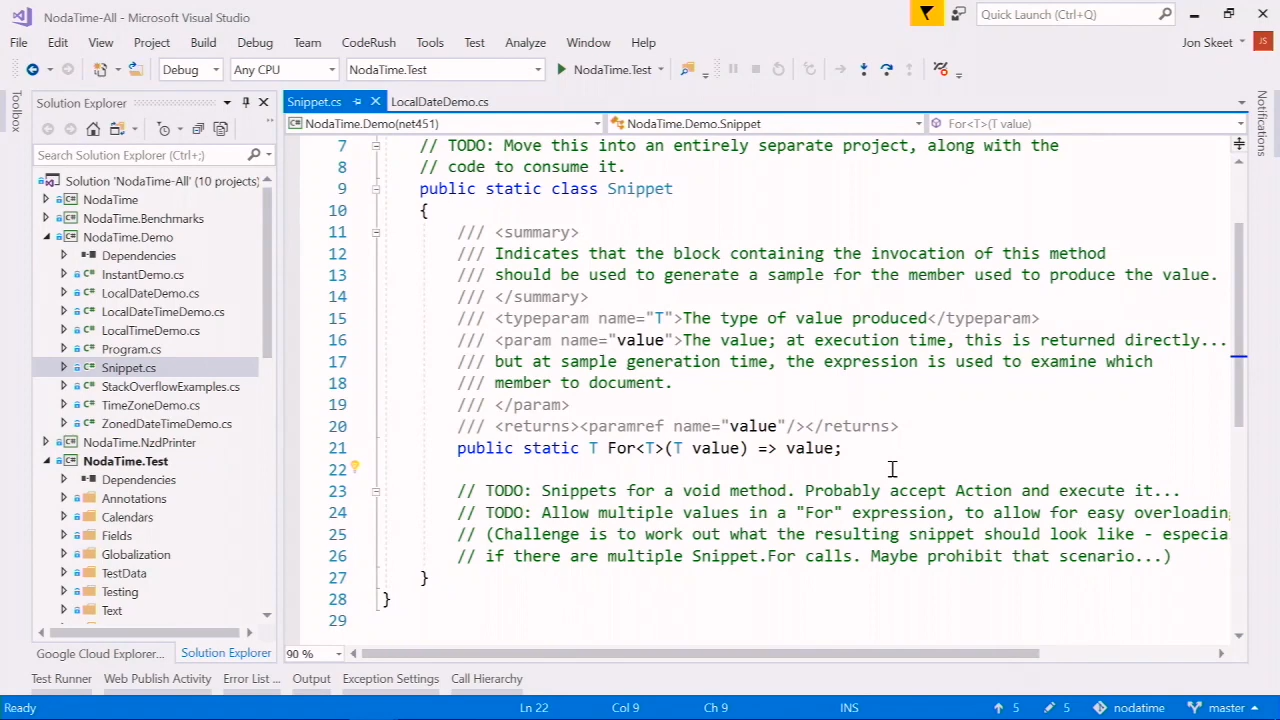 NodaTime-All - Microsoft Visual Studio
Quick Launch (Ctrl+Q)
File Edit View Project Build Debug Team CodeRush Tools Test Analyze Window Help
Jon Skeet JS
Debug Any CPU NodaTime.Test NodaTime.Test
Toolbox
Solution Explorer
Search Solution Explorer (Ctrl+;)
Solution 'NodaTime-All' (10 projects)
NodaTime
NodaTime.Benchmarks
NodaTime.Demo
Dependencies
InstantDemo.cs
LocalDateDemo.cs
LocalDateTimeDemo.cs
LocalTimeDemo.cs
Program.cs
Snippet.cs
StackOverflowExamples.cs
TimeZoneDemo.cs
ZonedDateTimeDemo.cs
NodaTime.NzdPrinter
NodaTime.Test
Dependencies
Annotations
Calendars
Fields
Globalization
TestData
Testing
Text
Google Cloud Explorer... Solution Explorer
Snippet.cs LocalDateDemo.cs
NodaTime.Demo(net451) NodaTime.Demo.Snippet For<T>(T value)
7 // TODO: Move this into an entirely separate project, along with the
8 // code to consume it.
9 public static class Snippet
10 {
11 /// <summary>
12 /// Indicates that the block containing the invocation of this method
13 /// should be used to generate a sample for the member used to produce the value.
14 /// </summary>
15 /// <typeparam name="T">The type of value produced</typeparam>
16 /// <param name="value">The value; at execution time, this is returned directly...
17 /// but at sample generation time, the expression is used to examine which
18 /// member to document.
19 /// </param>
20 /// <returns><paramref name="value"/></returns>
21 public static T For<T>(T value) => value;
22
23 // TODO: Snippets for a void method. Probably accept Action and execute it...
24 // TODO: Allow multiple values in a "For" expression, to allow for easy overloadin
25 // (Challenge is to work out what the resulting snippet should look like - especia
26 // if there are multiple Snippet.For calls. Maybe prohibit that scenario...)
27 }
28 }
29
90 %
Notifications
Test Runner Web Publish Activity Error List ... Output Exception Settings Call Hierarchy
Ready Ln 22 Col 9 Ch 9 INS 5 5 nodatime master